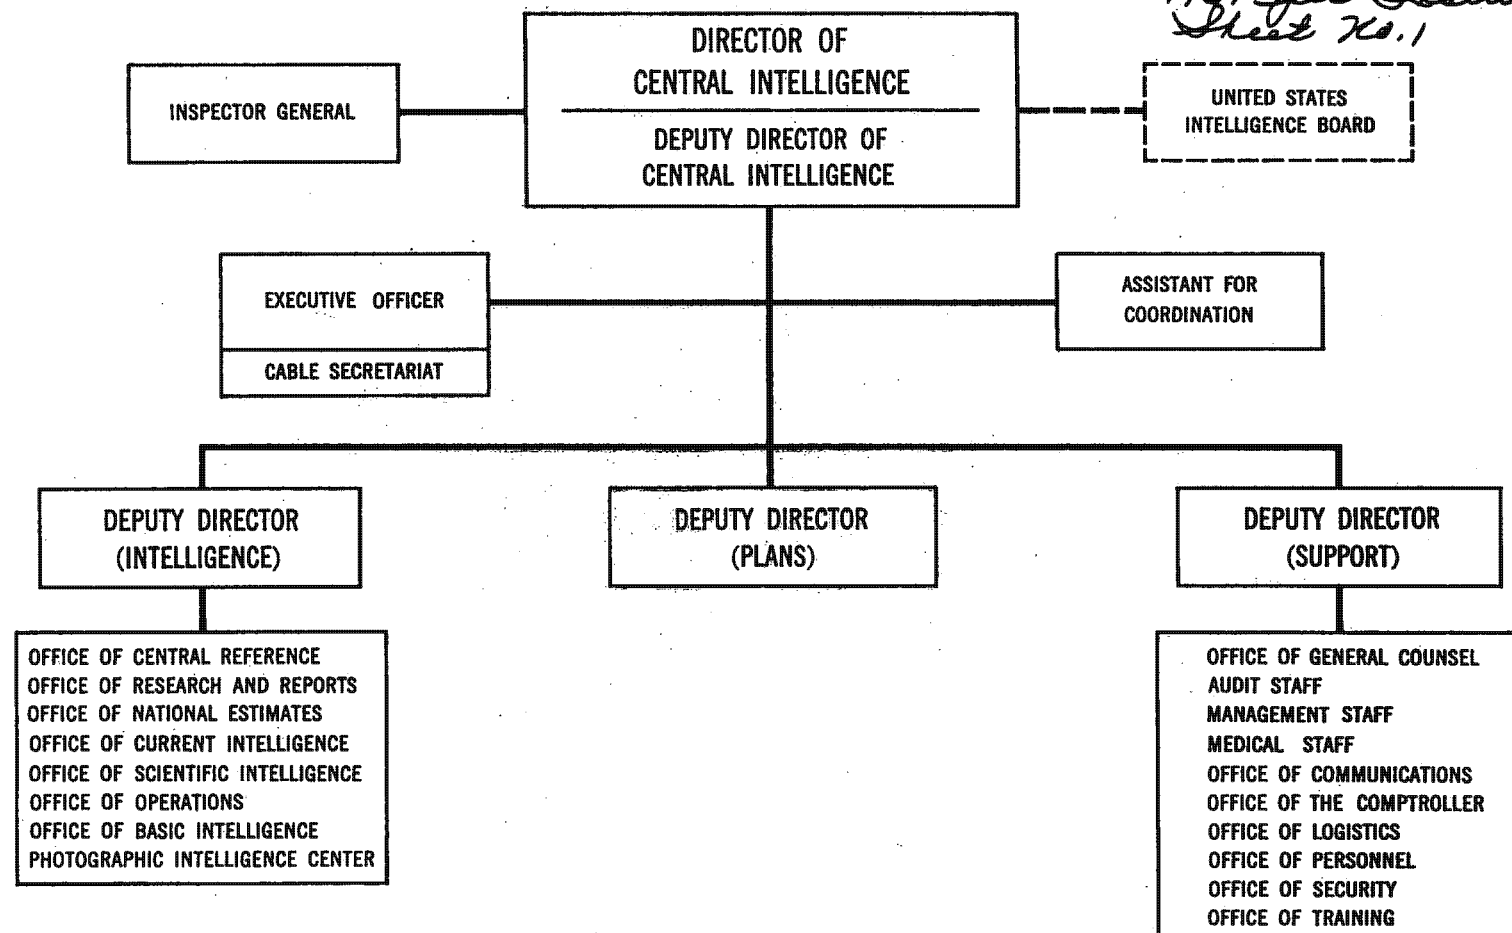 Sheet No. 1
DIRECTOR OF
CENTRAL INTELLIGENCE
DEPUTY DIRECTOR OF
CENTRAL INTELLIGENCE
INSPECTOR GENERAL
UNITED STATES
INTELLIGENCE BOARD
EXECUTIVE OFFICER
CABLE SECRETARIAT
ASSISTANT FOR
COORDINATION
DEPUTY DIRECTOR
(INTELLIGENCE)
DEPUTY DIRECTOR
(PLANS)
DEPUTY DIRECTOR
(SUPPORT)
OFFICE OF CENTRAL REFERENCE
OFFICE OF RESEARCH AND REPORTS
OFFICE OF NATIONAL ESTIMATES
OFFICE OF CURRENT INTELLIGENCE
OFFICE OF SCIENTIFIC INTELLIGENCE
OFFICE OF OPERATIONS
OFFICE OF BASIC INTELLIGENCE
PHOTOGRAPHIC INTELLIGENCE CENTER
OFFICE OF GENERAL COUNSEL
AUDIT STAFF
MANAGEMENT STAFF
MEDICAL STAFF
OFFICE OF COMMUNICATIONS
OFFICE OF THE COMPTROLLER
OFFICE OF LOGISTICS
OFFICE OF PERSONNEL
OFFICE OF SECURITY
OFFICE OF TRAINING